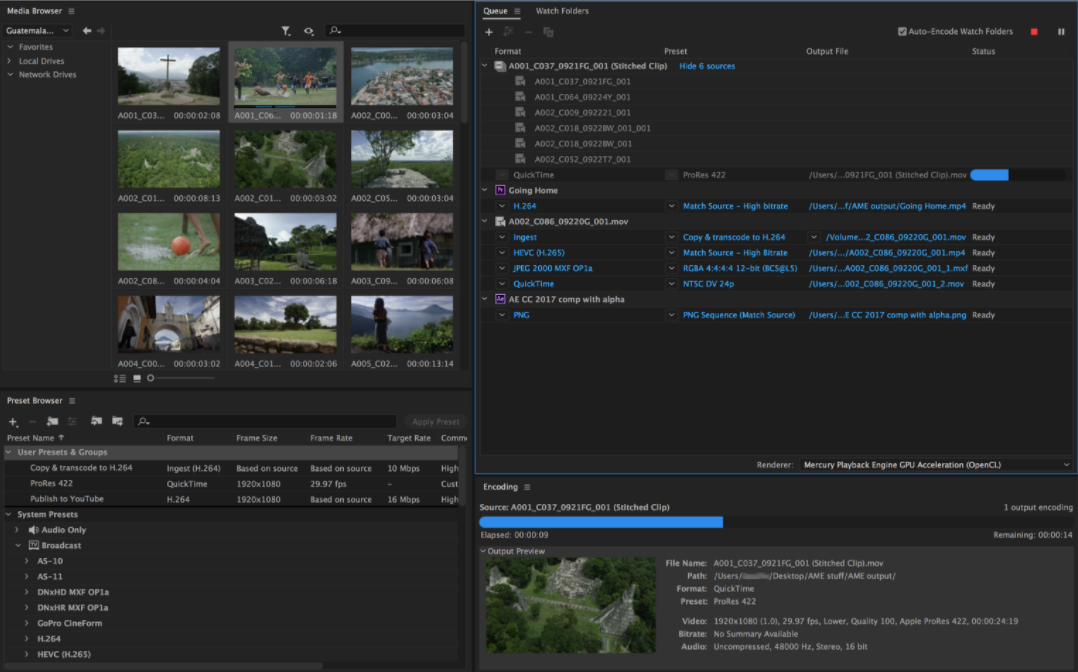 Media Browser
Guatemala...
Favorites
Local Drives
Network Drives
A001_C03... 00:00:02:08
A001_C06... 00:00:01:18
A002_C00... 00:00:03:04
A002_C01... 00:00:08:13
A002_C01... 00:00:03:02
A002_C01... 00:00:03:04
A002_C08... 00:00:04:04
A003_C02... 00:00:06:18
A003_C09... 00:00:06:08
A004_C00... 00:00:03:02
A004_C01... 00:00:02:06
A005_C02... 00:00:13:14
Preset Browser
Apply Preset
Preset Name Format Frame Size Frame Rate Target Rate Comm
User Presets & Groups
Copy & transcode to H.264 Ingest (H.264) Based on source Based on source 10 Mbps High
ProRes 422 QuickTime 1920x1080 29.97 fps - Cust
Publish to YouTube H.264 1920x1080 Based on source 16 Mbps High
System Presets
Audio Only
Broadcast
AS-10
AS-11
DNxHD MXF OP1a
DNxHR MXF OP1a
GoPro CineForm
H.264
HEVC (H.265)
Queue Watch Folders
Auto-Encode Watch Folders
Format Preset Output File Status
A001_C037_0921FG_001 (Stitched Clip) Hide 6 sources
A001_C037_0921FG_001
A001_C064_09224Y_001
A002_C009_092221_001
A002_C018_0922BW_001_001
A002_C018_0922BW_001
A002_C052_0922T7_001
QuickTime ProRes 422 /Users/...0921FG_001 (Stitched Clip).mov
Pr Going Home
H.264 Match Source - High bitrate /Users/...f/AME output/Going Home.mp4 Ready
A002_C086_09220G_001.mov
Ingest Copy & transcode to H.264 /Volume...2_C086_09220G_001.mov Ready
HEVC (H.265) Match Source - High Bitrate /Users/.../A002_C086_09220G_001.mp4 Ready
JPEG 2000 MXF OP1a RGBA 4:4:4:4 12-bit (BCS@L5) /Users/...A002_C086_09220G_001_1.mxf Ready
QuickTime NTSC DV 24p /Users/...002_C086_09220G_001_2.mov Ready
Ae AE CC 2017 comp with alpha
PNG PNG Sequence (Match Source) /Users/...E CC 2017 comp with alpha.png Ready
Renderer: Mercury Playback Engine GPU Acceleration (OpenCL)
Encoding
Source: A001_C037_0921FG_001 (Stitched Clip) 1 output encoding
Elapsed: 00:00:09 Remaining: 00:00:14
Output Preview
File Name: A001_C037_0921FG_001 (Stitched Clip).mov
Path: /Users/ /Desktop/AME stuff/AME output/
Format: QuickTime
Preset: ProRes 422
Video: 1920x1080 (1.0), 29.97 fps, Lower, Quality 100, Apple ProRes 422, 00:00:24:19
Bitrate: No Summary Available
Audio: Uncompressed, 48000 Hz, Stereo, 16 bit